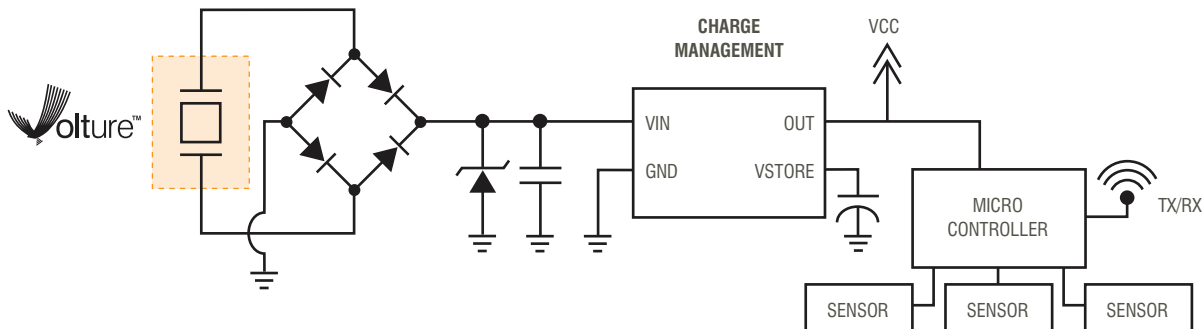 CHARGE
MANAGEMENT
VCC
Volture™
VIN
OUT
GND
VSTORE
MICRO
CONTROLLER
TX/RX
SENSOR
SENSOR
SENSOR